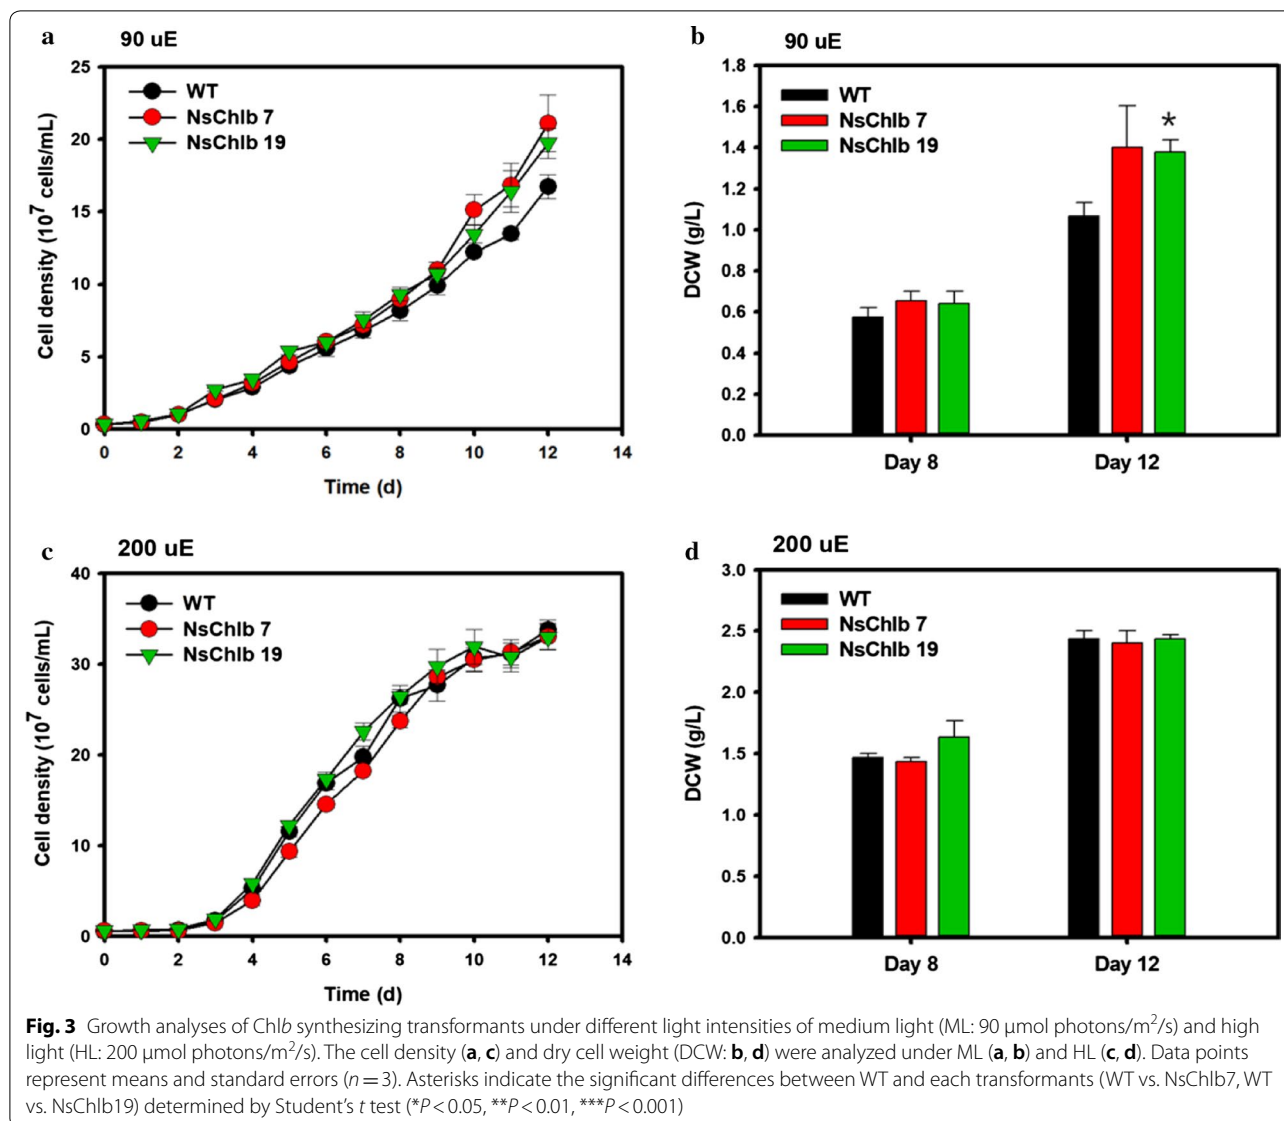 a
90 uE
25
20
15
10
5
0
Cell density (10⁷ cells/mL)
WT
NsChlb 7
NsChlb 19
0 2 4 6 8 10 12 14
Time (d)
b
90 uE
1.8
1.6
1.4
1.2
1.0
0.8
0.6
0.4
0.2
0.0
DCW (g/L)
WT
NsChlb 7
NsChlb 19
*
Day 8 Day 12
c
200 uE
40
30
20
10
0
Cell density (10⁷ cells/mL)
WT
NsChlb 7
NsChlb 19
0 2 4 6 8 10 12 14
Time (d)
d
200 uE
3.0
2.5
2.0
1.5
1.0
0.5
0.0
DCW (g/L)
WT
NsChlb 7
NsChlb 19
Day 8 Day 12
Fig. 3 Growth analyses of Chlb synthesizing transformants under different light intensities of medium light (ML: 90 μmol photons/m²/s) and high
light (HL: 200 μmol photons/m²/s). The cell density (a, c) and dry cell weight (DCW: b, d) were analyzed under ML (a, b) and HL (c, d). Data points
represent means and standard errors (n = 3). Asterisks indicate the significant differences between WT and each transformants (WT vs. NsChlb7, WT
vs. NsChlb19) determined by Student's t test (*P < 0.05, **P < 0.01, ***P < 0.001)